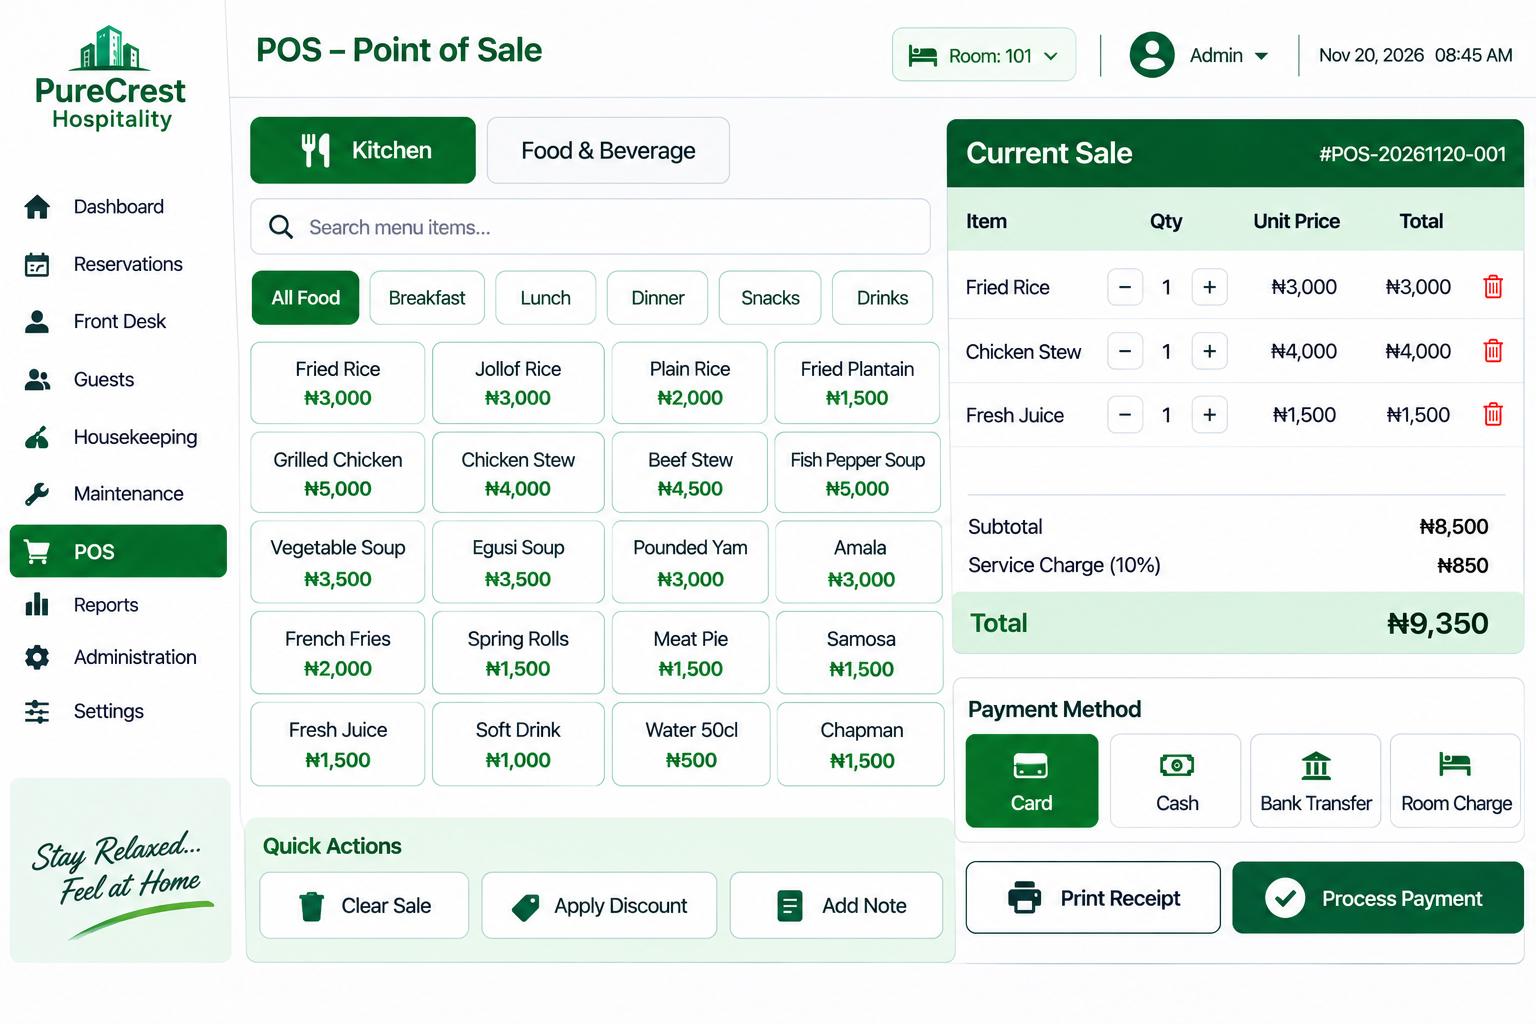 PureCrest
Hospitality
POS – Point of Sale
Room: 101
Admin
Nov 20, 2026 08:45 AM
Dashboard
Reservations
Front Desk
Guests
Housekeeping
Maintenance
POS
Reports
Administration
Settings
Stay Relaxed...
Feel at Home
Kitchen
Food & Beverage
Search menu items...
All Food
Breakfast
Lunch
Dinner
Snacks
Drinks
Fried Rice
₦3,000
Jollof Rice
₦3,000
Plain Rice
₦2,000
Fried Plantain
₦1,500
Grilled Chicken
₦5,000
Chicken Stew
₦4,000
Beef Stew
₦4,500
Fish Pepper Soup
₦5,000
Vegetable Soup
₦3,500
Egusi Soup
₦3,500
Pounded Yam
₦3,000
Amala
₦3,000
French Fries
₦2,000
Spring Rolls
₦1,500
Meat Pie
₦1,500
Samosa
₦1,500
Fresh Juice
₦1,500
Soft Drink
₦1,000
Water 50cl
₦500
Chapman
₦1,500
Quick Actions
Clear Sale
Apply Discount
Add Note
Current Sale #POS-20261120-001
Item Qty Unit Price Total
Fried Rice − 1 + ₦3,000 ₦3,000
Chicken Stew − 1 + ₦4,000 ₦4,000
Fresh Juice − 1 + ₦1,500 ₦1,500
Subtotal ₦8,500
Service Charge (10%) ₦850
Total ₦9,350
Payment Method
Card
Cash
Bank Transfer
Room Charge
Print Receipt
Process Payment